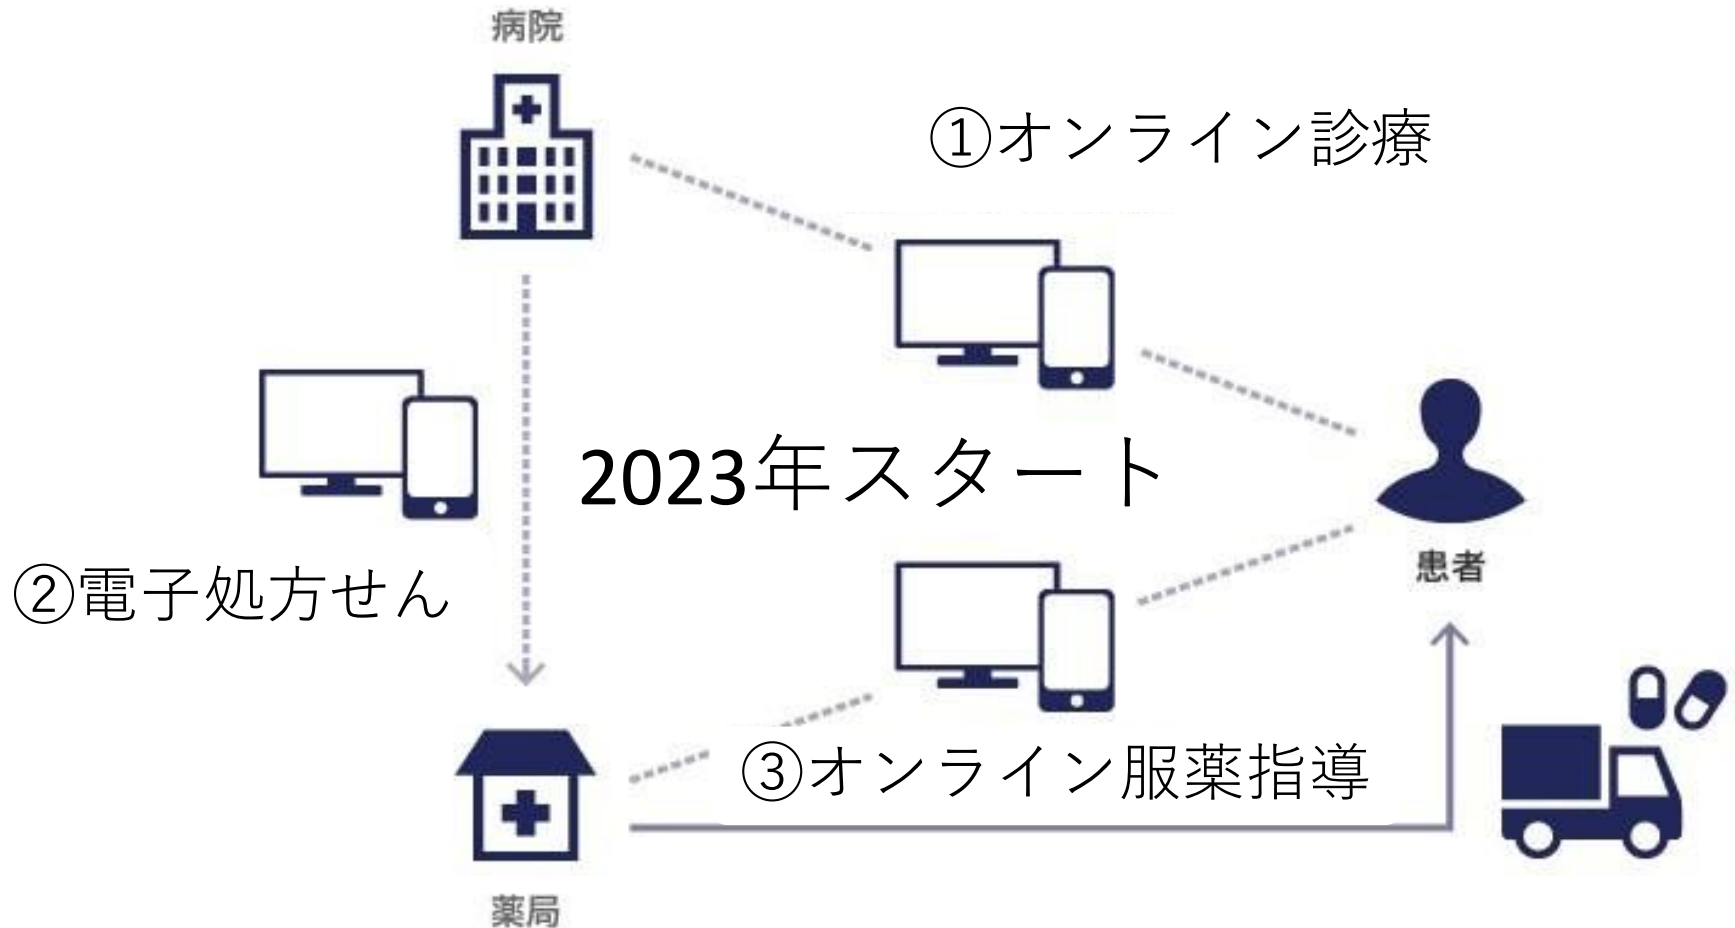 病院
①オンライン診療
2023年スタート
患者
②電子処方せん
③オンライン服薬指導
薬局